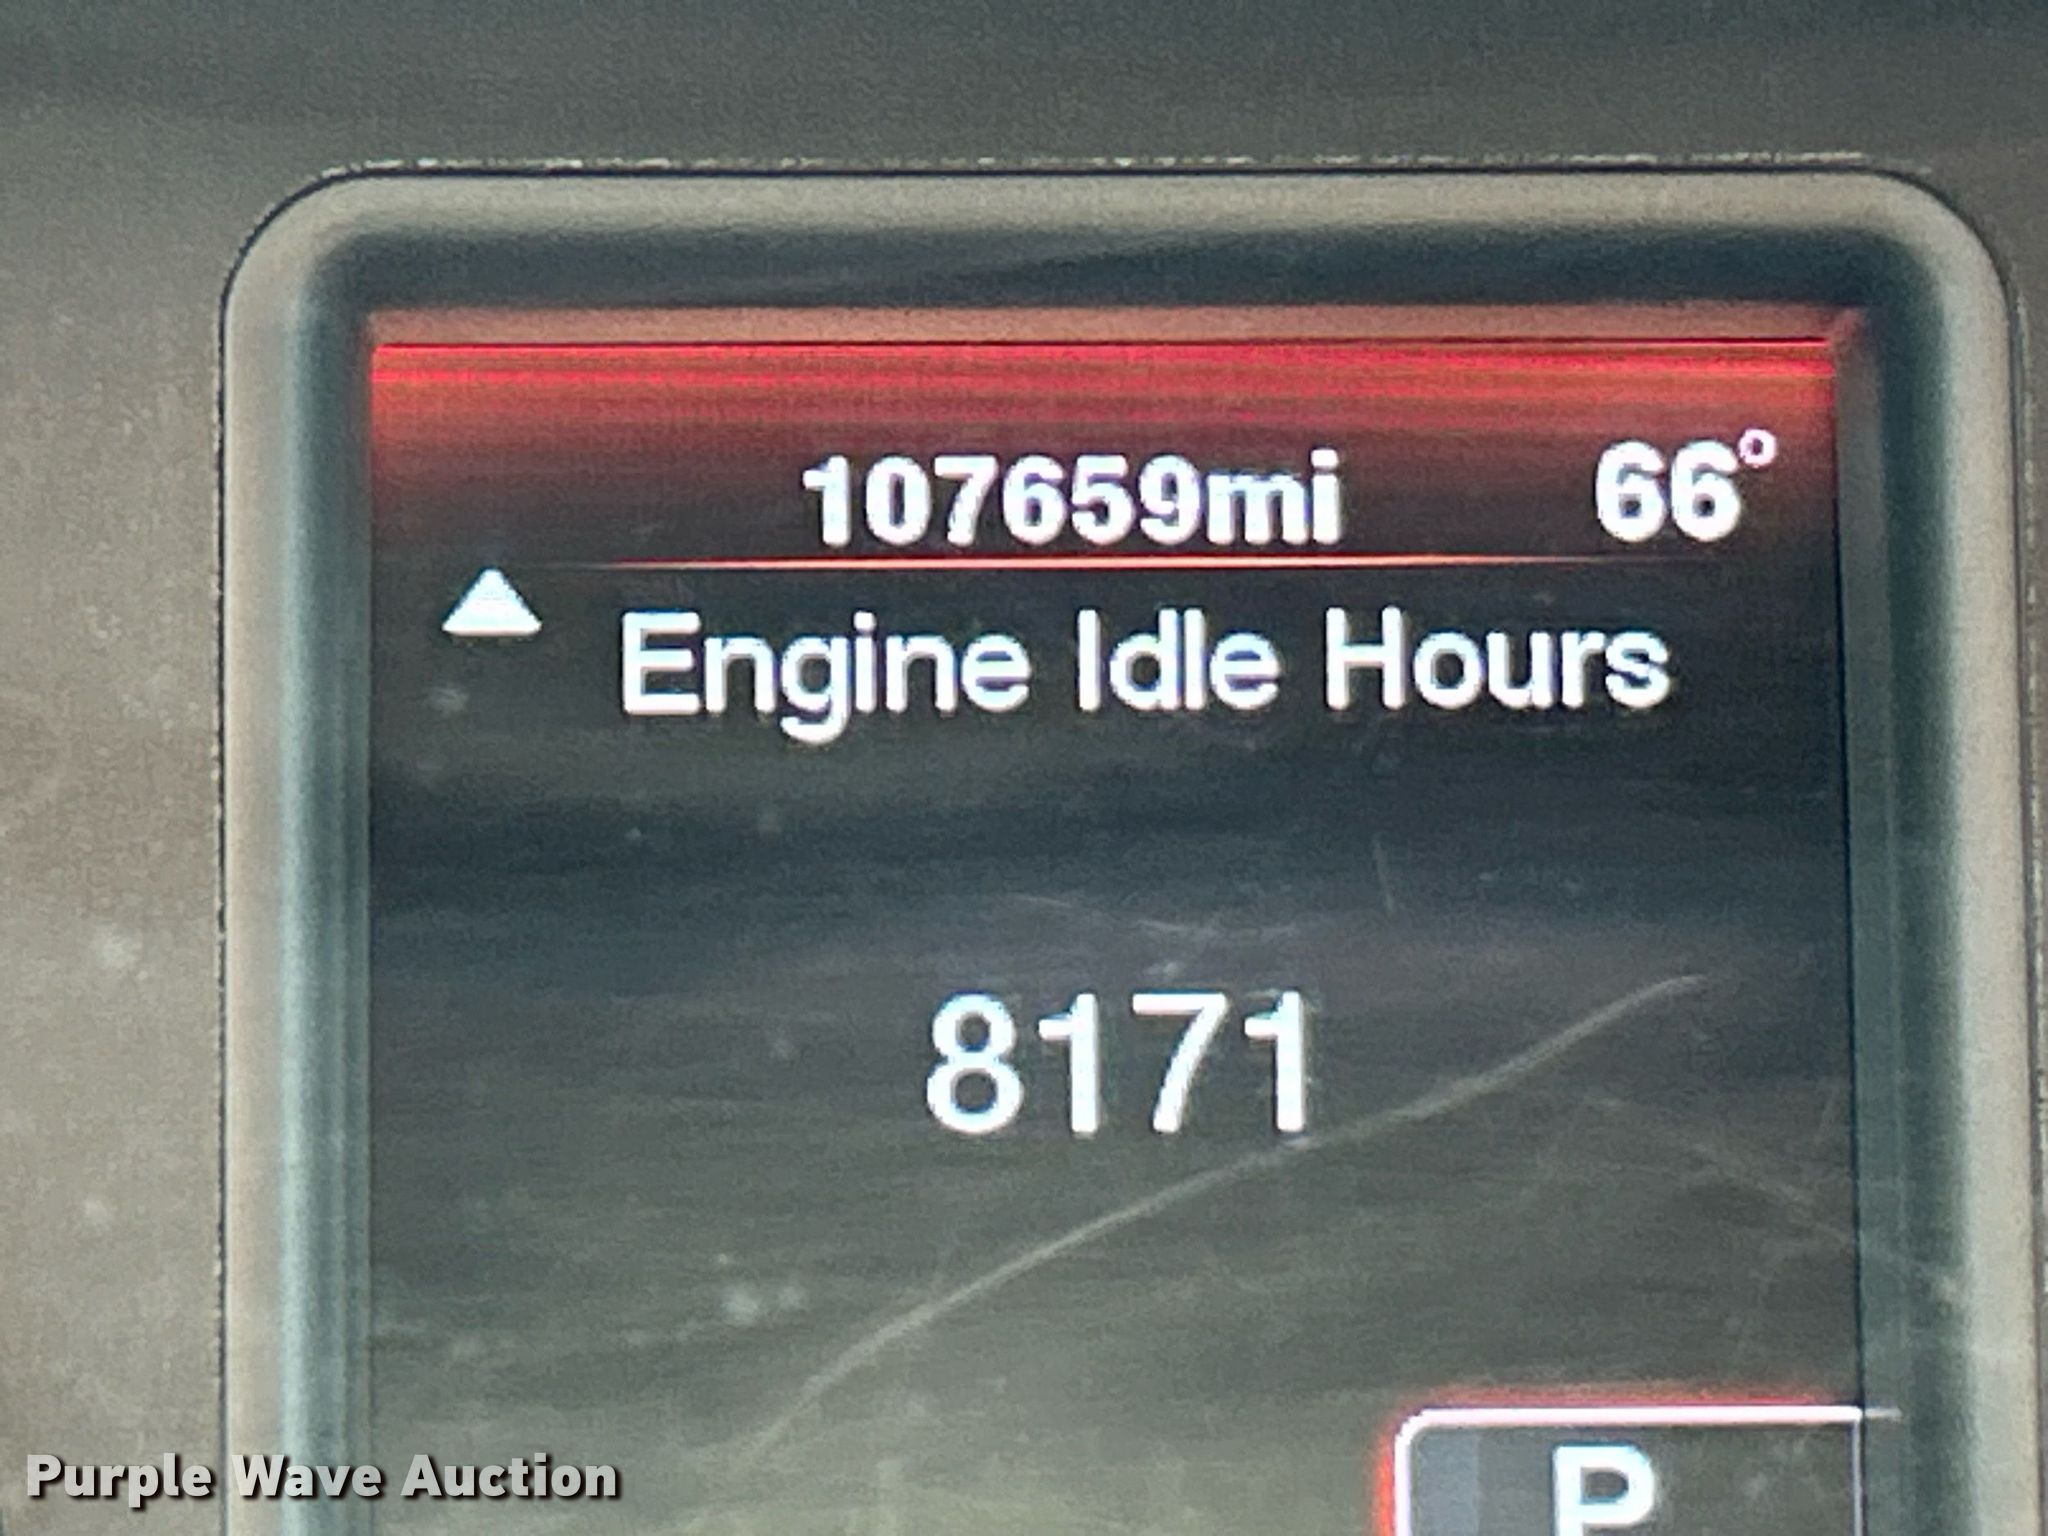 107659mi 66°
Engine Idle Hours
8171
P
Purple Wave Auction